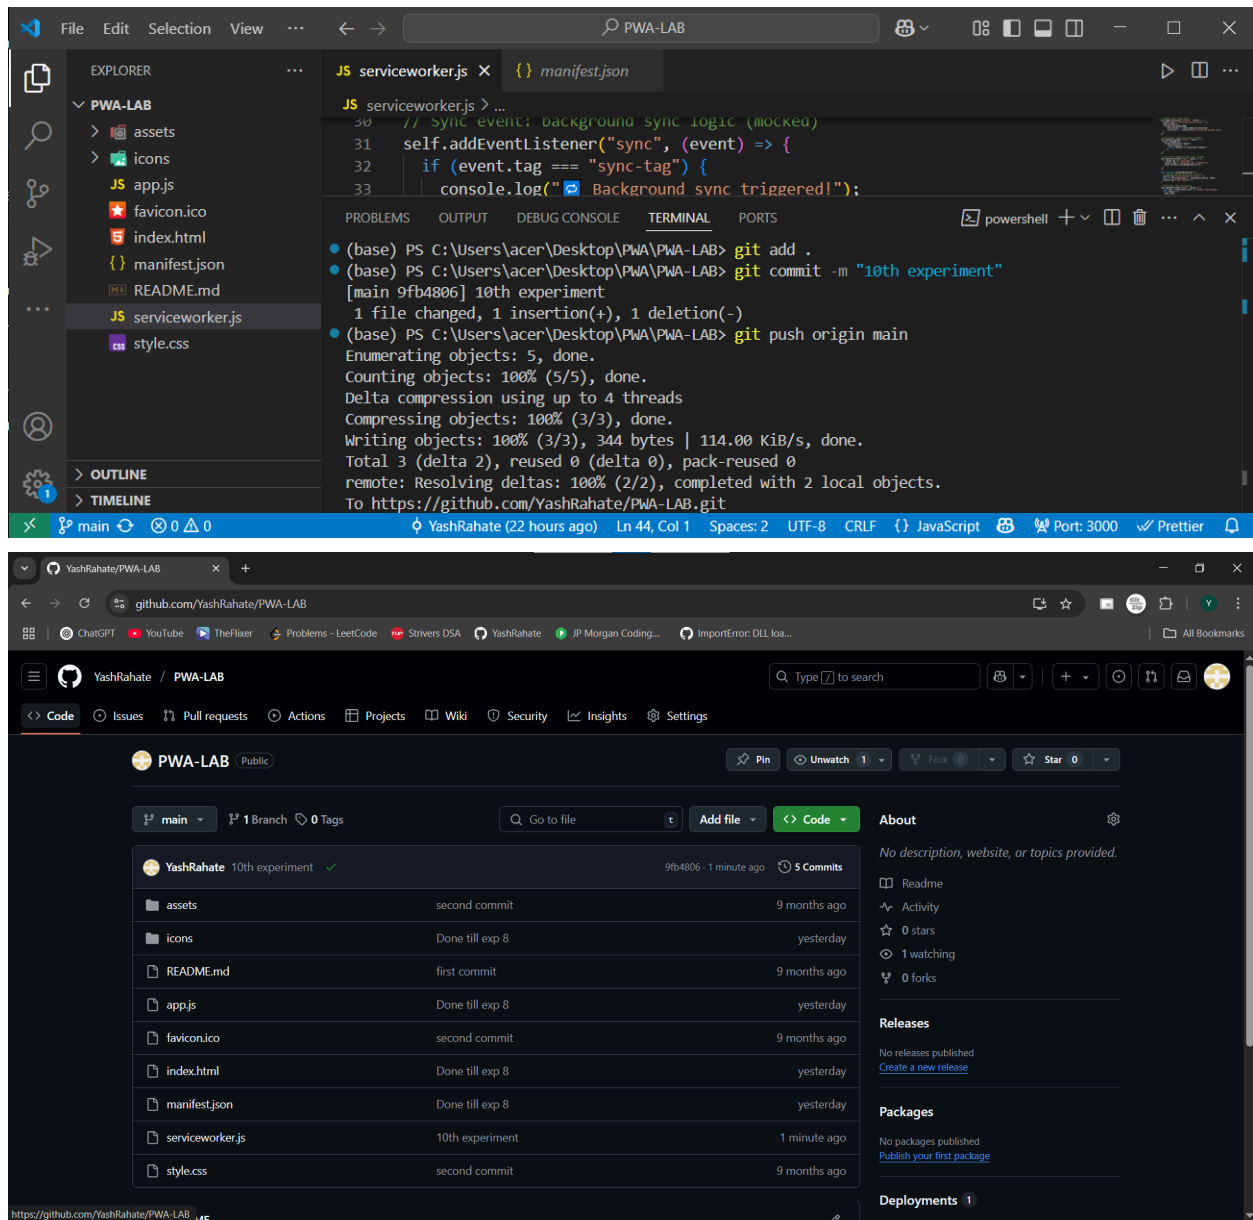 File Edit Selection View ··· PWA-LAB
EXPLORER ···
PWA-LAB
assets
icons
JS app.js
favicon.ico
index.html
{} manifest.json
README.md
JS serviceworker.js
style.css
OUTLINE
TIMELINE
JS serviceworker.js {} manifest.json
JS serviceworker.js > ...
30 // Sync event: background sync logic (mocked)
31 self.addEventListener("sync", (event) => {
32 if (event.tag === "sync-tag") {
33 console.log("🔁 Background sync triggered!");
PROBLEMS OUTPUT DEBUG CONSOLE TERMINAL PORTS powershell
(base) PS C:\Users\acer\Desktop\PWA\PWA-LAB> git add .
(base) PS C:\Users\acer\Desktop\PWA\PWA-LAB> git commit -m "10th experiment"
[main 9fb4806] 10th experiment
1 file changed, 1 insertion(+), 1 deletion(-)
(base) PS C:\Users\acer\Desktop\PWA\PWA-LAB> git push origin main
Enumerating objects: 5, done.
Counting objects: 100% (5/5), done.
Delta compression using up to 4 threads
Compressing objects: 100% (3/3), done.
Writing objects: 100% (3/3), 344 bytes | 114.00 KiB/s, done.
Total 3 (delta 2), reused 0 (delta 0), pack-reused 0
remote: Resolving deltas: 100% (2/2), completed with 2 local objects.
To https://github.com/YashRahate/PWA-LAB.git
main 0 0 YashRahate (22 hours ago) Ln 44, Col 1 Spaces: 2 UTF-8 CRLF {} JavaScript Port: 3000 Prettier
YashRahate/PWA-LAB
github.com/YashRahate/PWA-LAB
ChatGPT YouTube TheFlixer Problems - LeetCode Strivers DSA YashRahate JP Morgan Coding... ImportError: DLL loa... All Bookmarks
YashRahate / PWA-LAB Type / to search
Code Issues Pull requests Actions Projects Wiki Security Insights Settings
PWA-LAB Public Pin Unwatch 1 Fork 0 Star 0
main 1 Branch 0 Tags Go to file t Add file Code
YashRahate 10th experiment 9fb4806 · 1 minute ago 5 Commits
assets second commit 9 months ago
icons Done till exp 8 yesterday
README.md first commit 9 months ago
app.js Done till exp 8 yesterday
favicon.ico second commit 9 months ago
index.html Done till exp 8 yesterday
manifest.json Done till exp 8 yesterday
serviceworker.js 10th experiment 1 minute ago
style.css second commit 9 months ago
About
No description, website, or topics provided.
Readme
Activity
0 stars
1 watching
0 forks
Releases
No releases published
Create a new release
Packages
No packages published
Publish your first package
Deployments 1
https://github.com/YashRahate/PWA-LAB